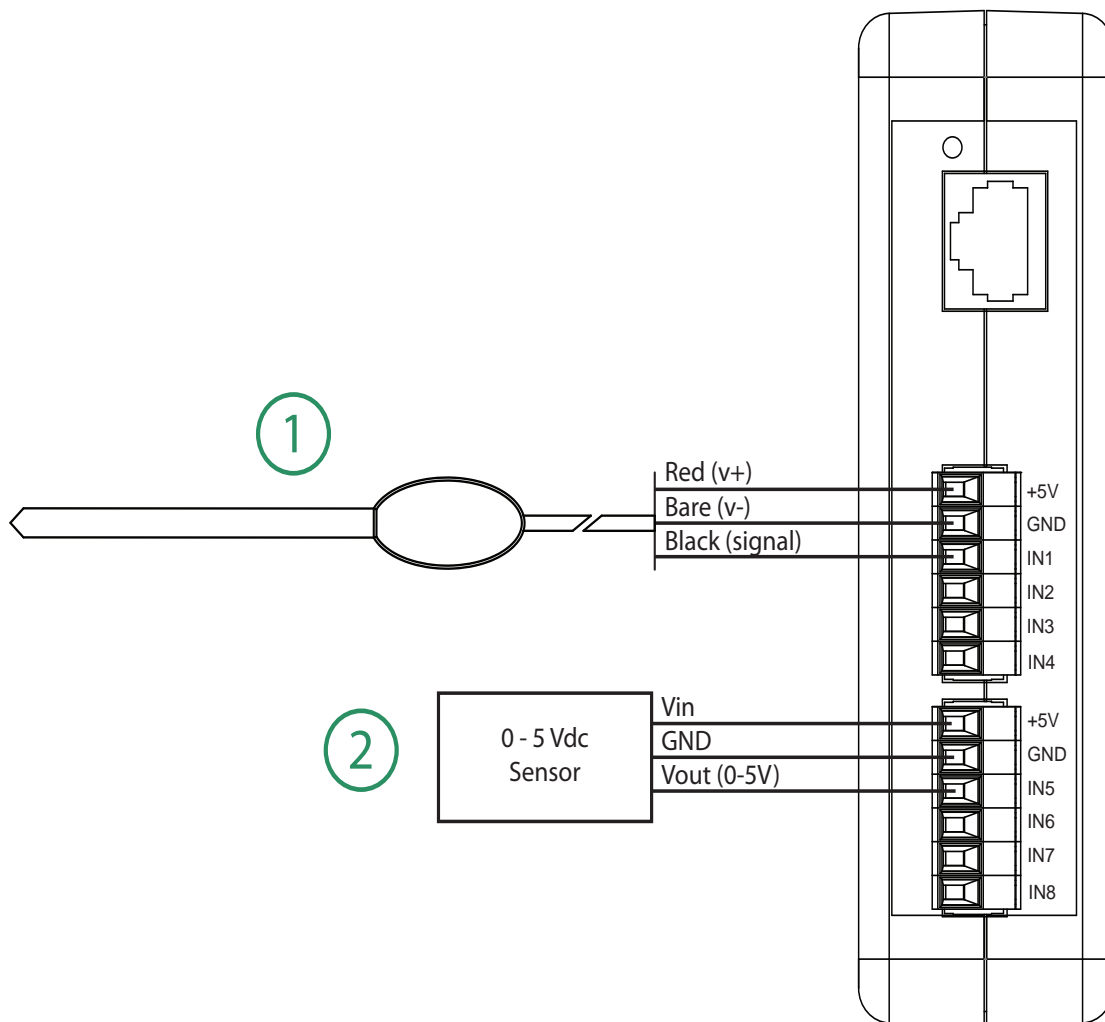 1
Red (v+)
Bare (v-)
Black (signal)
+5V
GND
IN1
IN2
IN3
IN4
2
0 - 5 Vdc
Sensor
Vin
GND
Vout (0-5V)
+5V
GND
IN5
IN6
IN7
IN8